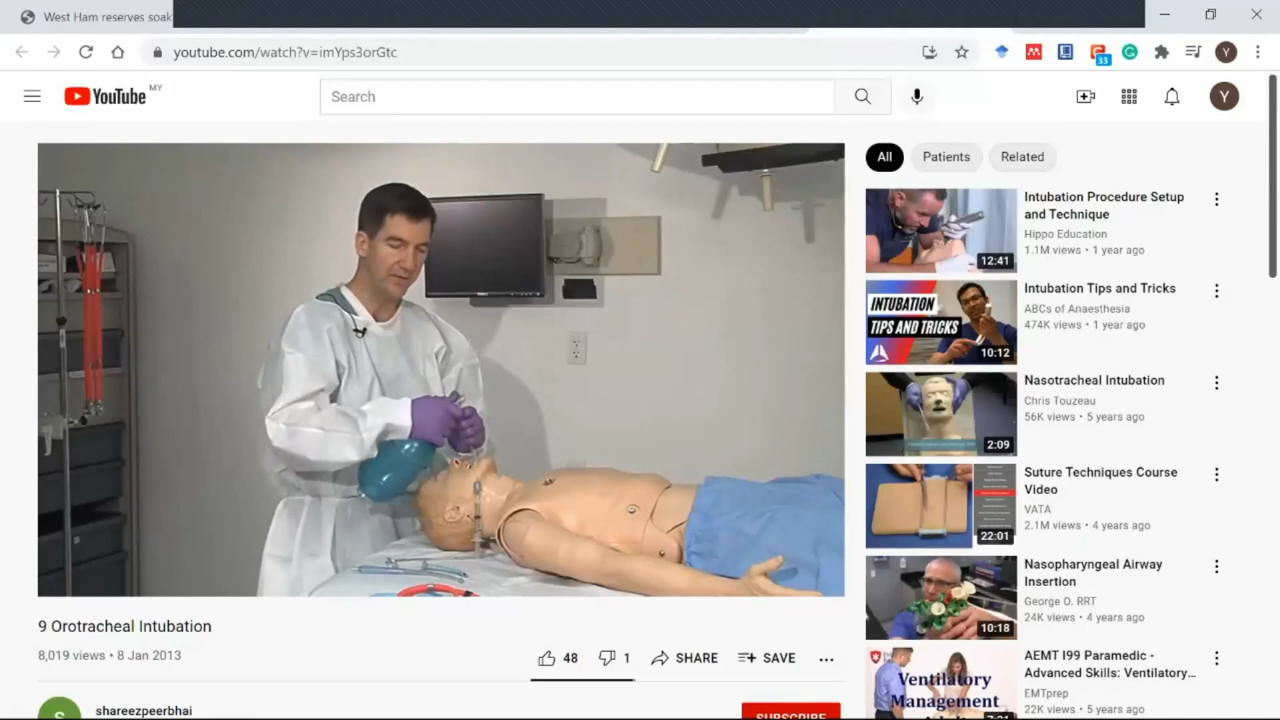 West Ham reserves soak
youtube.com/watch?v=imYps3orGtc
33
Y
YouTube MY
Search
Y
All
Patients
Related
Intubation Procedure Setup
and Technique
Hippo Education
1.1M views • 1 year ago
12:41
INTUBATION
TIPS AND TRICKS
10:12
Intubation Tips and Tricks
ABCs of Anaesthesia
474K views • 1 year ago
Nasotracheal Intubation
Chris Touzeau
56K views • 5 years ago
2:09
Suture Techniques Course
Video
VATA
2.1M views • 4 years ago
22:01
Nasopharyngeal Airway
Insertion
George O. RRT
24K views • 4 years ago
10:18
Ventilatory
Management
AEMT I99 Paramedic -
Advanced Skills: Ventilatory...
EMTprep
22K views • 5 years ago
9 Orotracheal Intubation
8,019 views • 8 Jan 2013
48
1
SHARE
SAVE
S
shareezpeerbhai
SUBSCRIBE